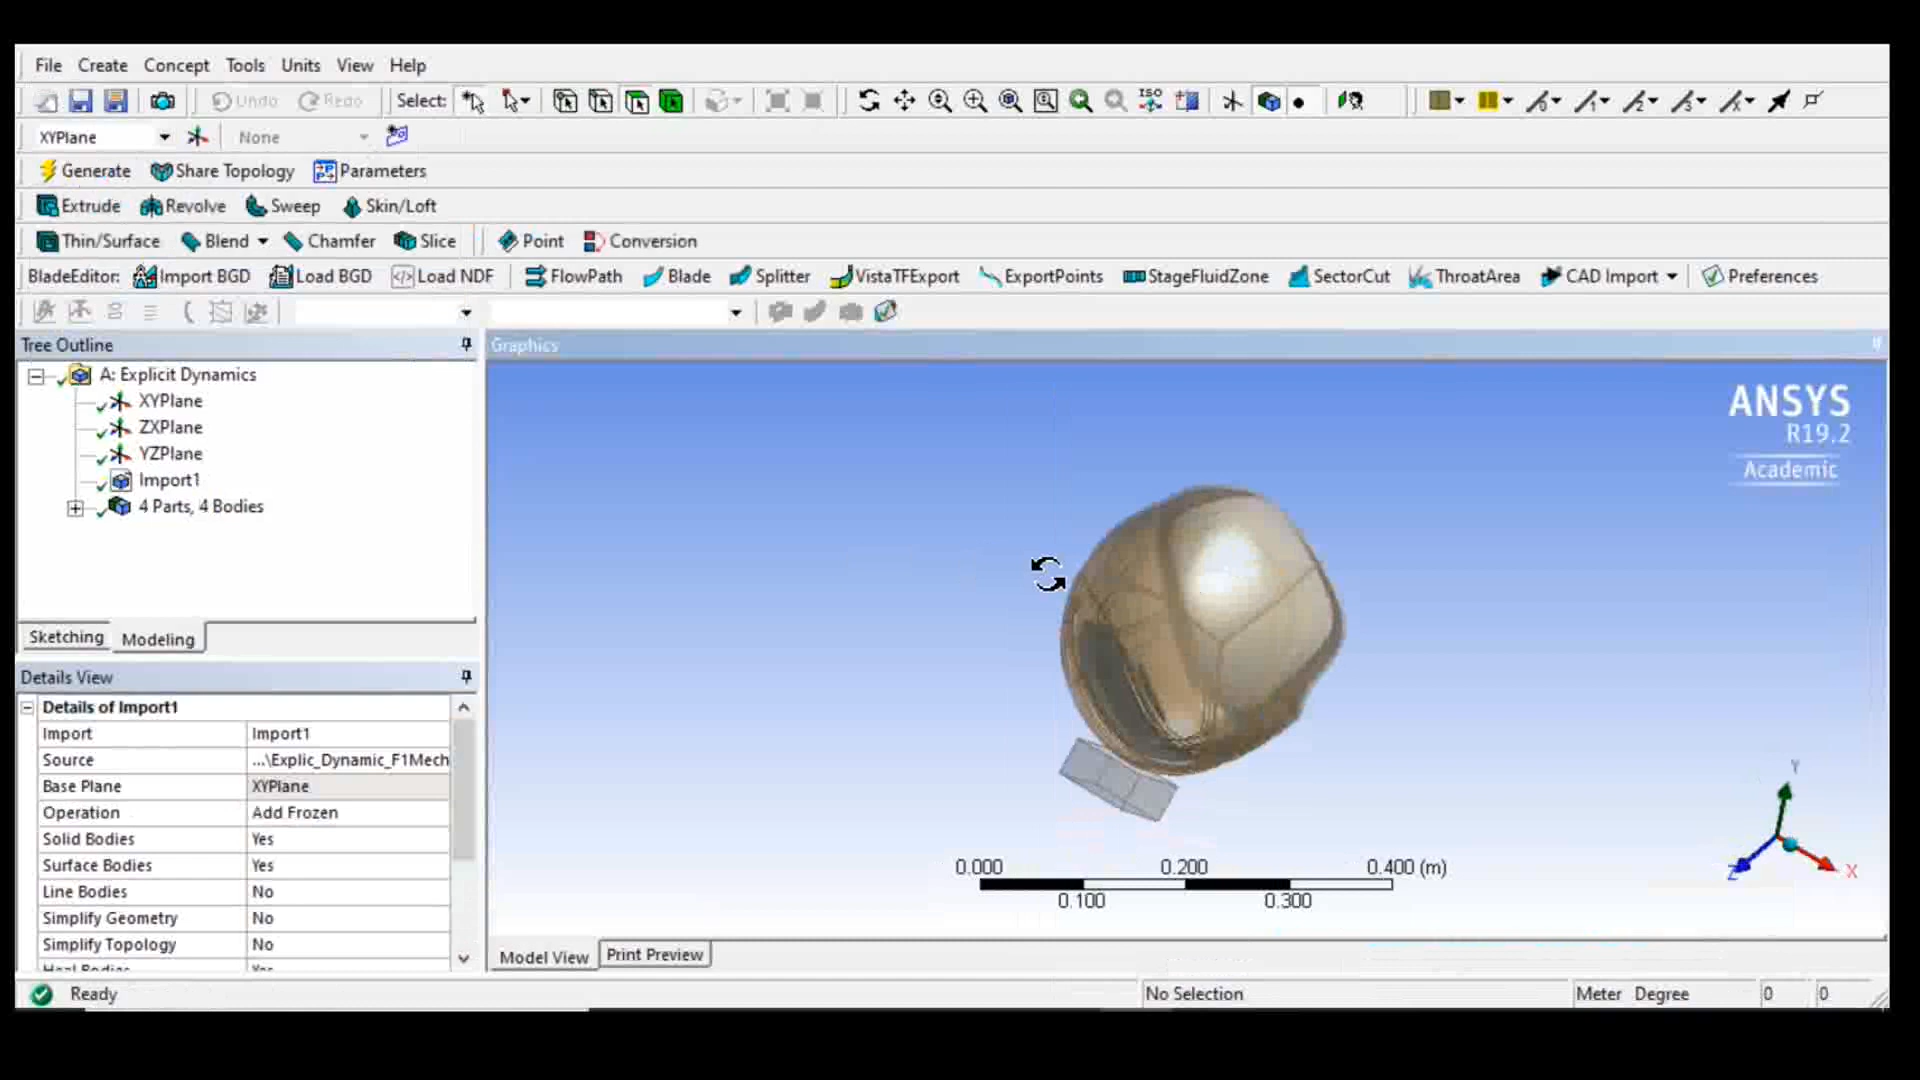 File Create Concept Tools Units View Help
Undo Redo Select: ISO
XYPlane None
Generate Share Topology Parameters
Extrude Revolve Sweep Skin/Loft
Thin/Surface Blend Chamfer Slice Point Conversion
BladeEditor: Import BGD Load BGD Load NDF FlowPath Blade Splitter VistaTFExport ExportPoints StageFluidZone SectorCut ThroatArea CAD Import Preferences
Tree Outline
A: Explicit Dynamics
XYPlane
ZXPlane
YZPlane
Import1
4 Parts, 4 Bodies
Sketching Modeling
Details View
Details of Import1
Import Import1
Source ...\Explic_Dynamic_F1Mech
Base Plane XYPlane
Operation Add Frozen
Solid Bodies Yes
Surface Bodies Yes
Line Bodies No
Simplify Geometry No
Simplify Topology No
Heal Bodies Yes
Graphics
ANSYS
R19.2
Academic
0.000 0.200 0.400 (m)
0.100 0.300
Y
Z X
Model View Print Preview
Ready No Selection Meter Degree 0 0